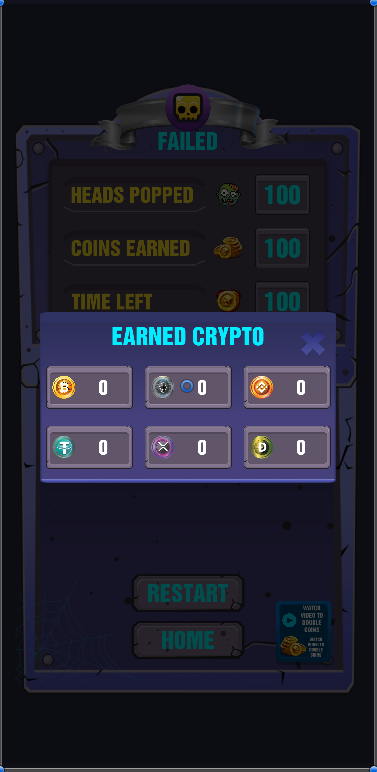 FAILED
HEADS POPPED 100
COINS EARNED 100
TIME LEFT 100
EARNED CRYPTO
0 0 0
0 0 0
RESTART
HOME
WATCH
VIDEO TO
DOUBLE
COINS